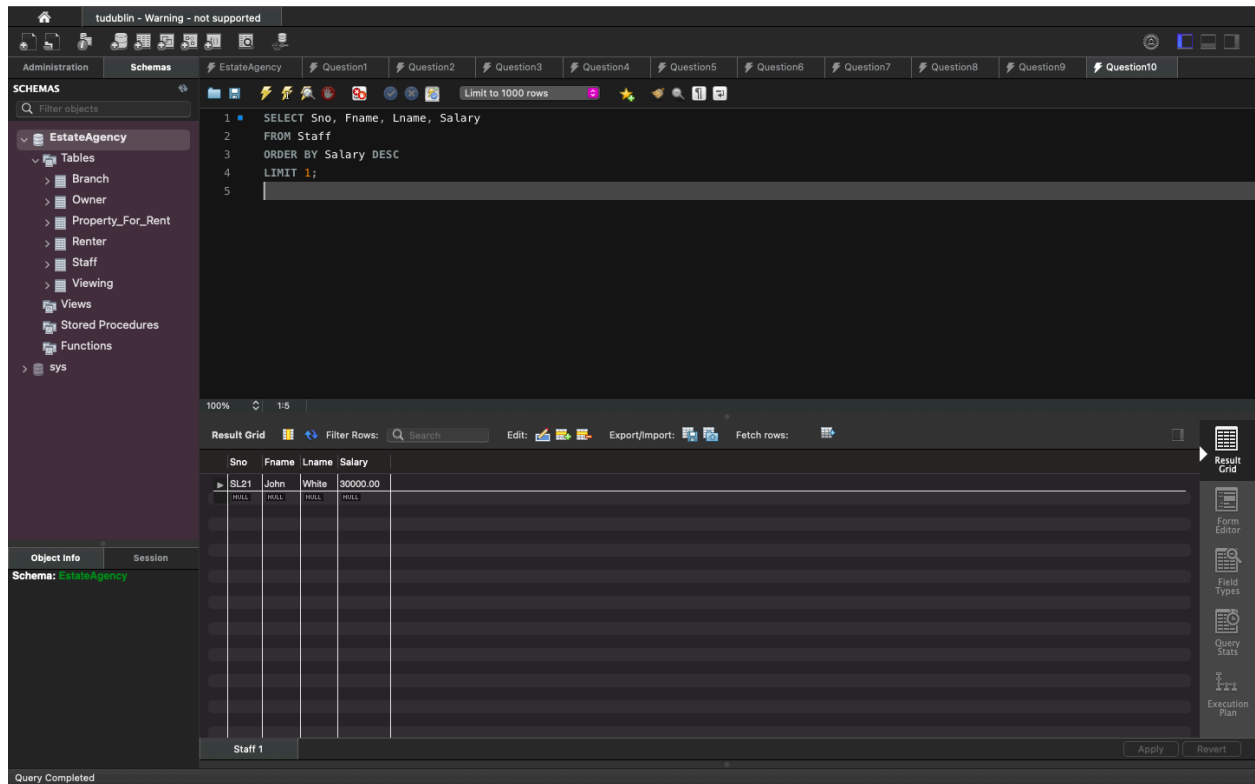 tudublin - Warning - not supported
Administration Schemas EstateAgency Question1 Question2 Question3 Question4 Question5 Question6 Question7 Question8 Question9 Question10
SCHEMAS
Filter objects
EstateAgency
Tables
Branch
Owner
Property_For_Rent
Renter
Staff
Viewing
Views
Stored Procedures
Functions
sys
Object Info Session
Schema: EstateAgency
Limit to 1000 rows
1 SELECT Sno, Fname, Lname, Salary
2 FROM Staff
3 ORDER BY Salary DESC
4 LIMIT 1;
5
100% 1:5
Result Grid Filter Rows: Search Edit: Export/Import: Fetch rows:
Sno Fname Lname Salary
SL21 John White 30000.00
NULL NULL NULL NULL
Result
Grid
Form
Editor
Field
Types
Query
Stats
Execution
Plan
Staff 1 Apply Revert
Query Completed